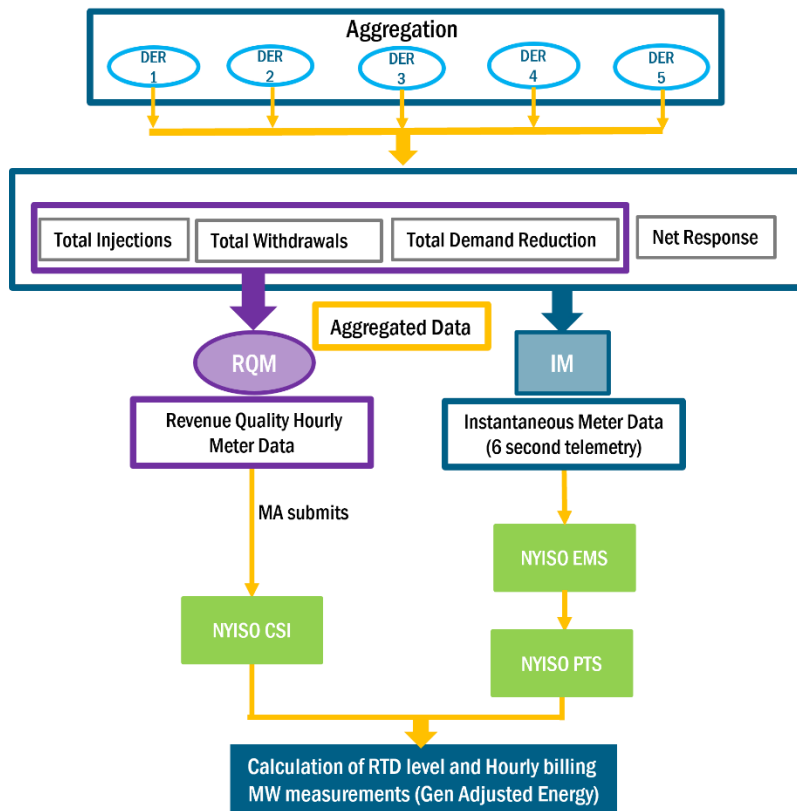 Aggregation
DER
1
DER
2
DER
3
DER
4
DER
5
Total Injections
Total Withdrawals
Total Demand Reduction
Net Response
Aggregated Data
RQM
IM
Revenue Quality Hourly
Meter Data
Instantaneous Meter Data
(6 second telemetry)
MA submits
NYISO EMS
NYISO CSI
NYISO PTS
Calculation of RTD level and Hourly billing
MW measurements (Gen Adjusted Energy)